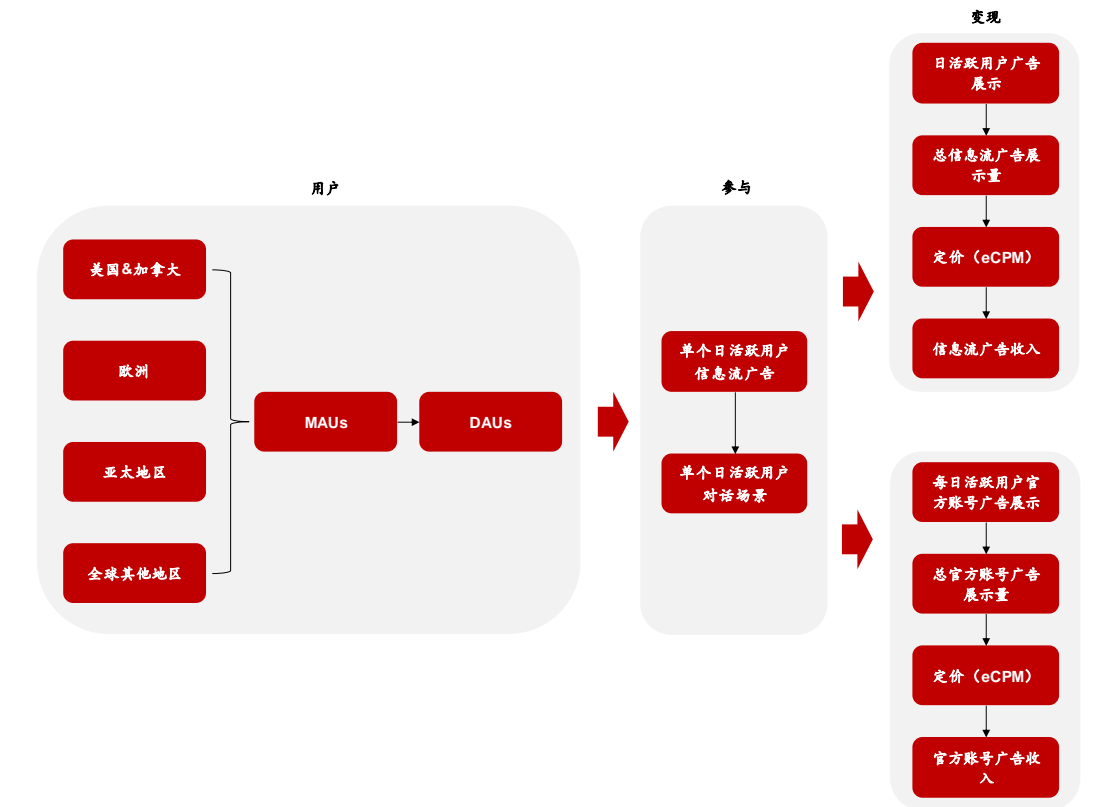 用户
美国&加拿大
欧洲
亚太地区
全球其他地区
MAUs
DAUs
参与
单个日活跃用户
信息流广告
单个日活跃用户
对话场景
变现
日活跃用户广告
展示
总信息流广告展
示量
定价（eCPM）
信息流广告收入
每日活跃用户官
方账号广告展示
总官方账号广告
展示量
定价（eCPM）
官方账号广告收
入